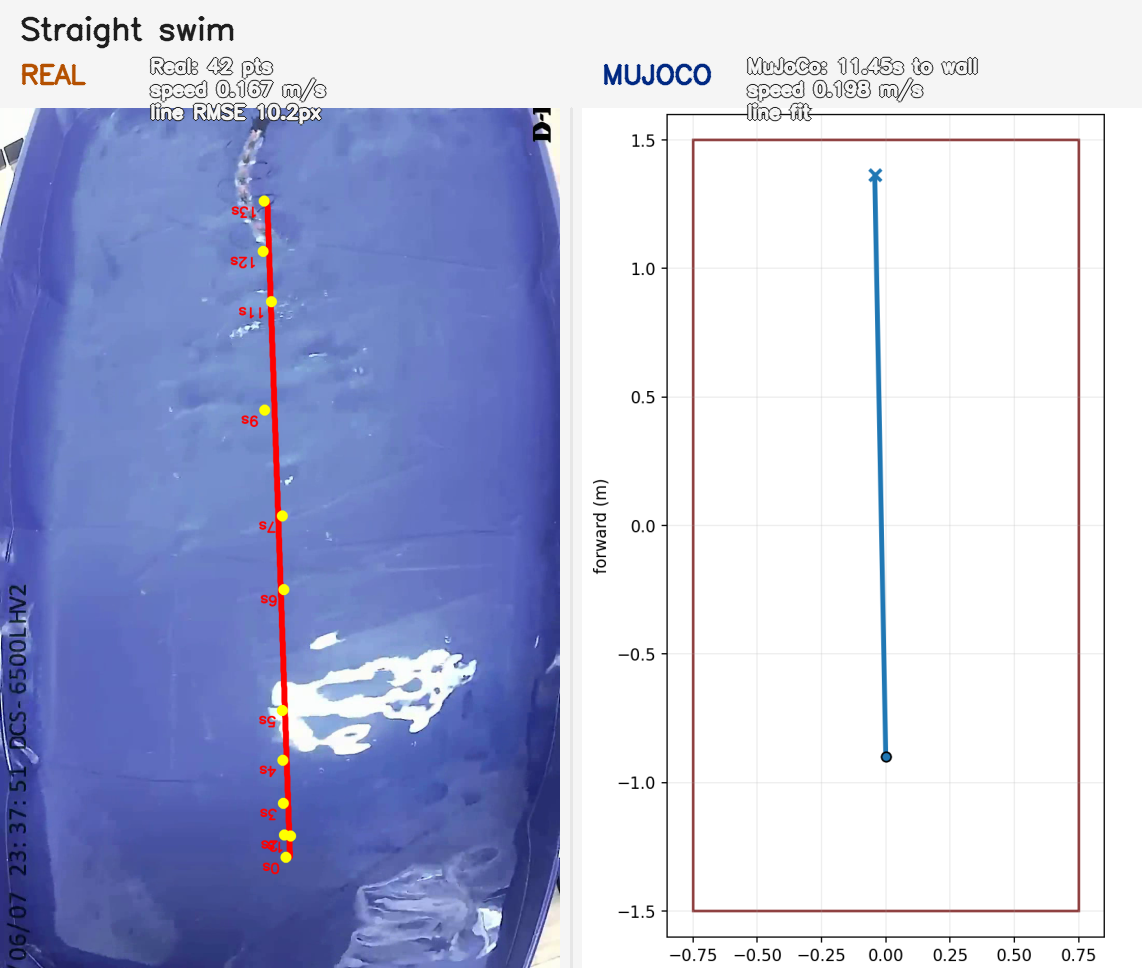 Straight swim
REAL
Real: 42 pts
speed 0.167 m/s
line RMSE 10.2px
MUJOCO
MuJoCo: 11.45s to wall
speed 0.198 m/s
line-fit
13s
12s
11s
9s
7s
6s
5s
4s
3s
0s
06/07 23:37:51 DCS-6500LHV2
forward (m)
1.5
1.0
0.5
0.0
−0.5
−1.0
−1.5
−0.75 −0.50 −0.25 0.00 0.25 0.50 0.75